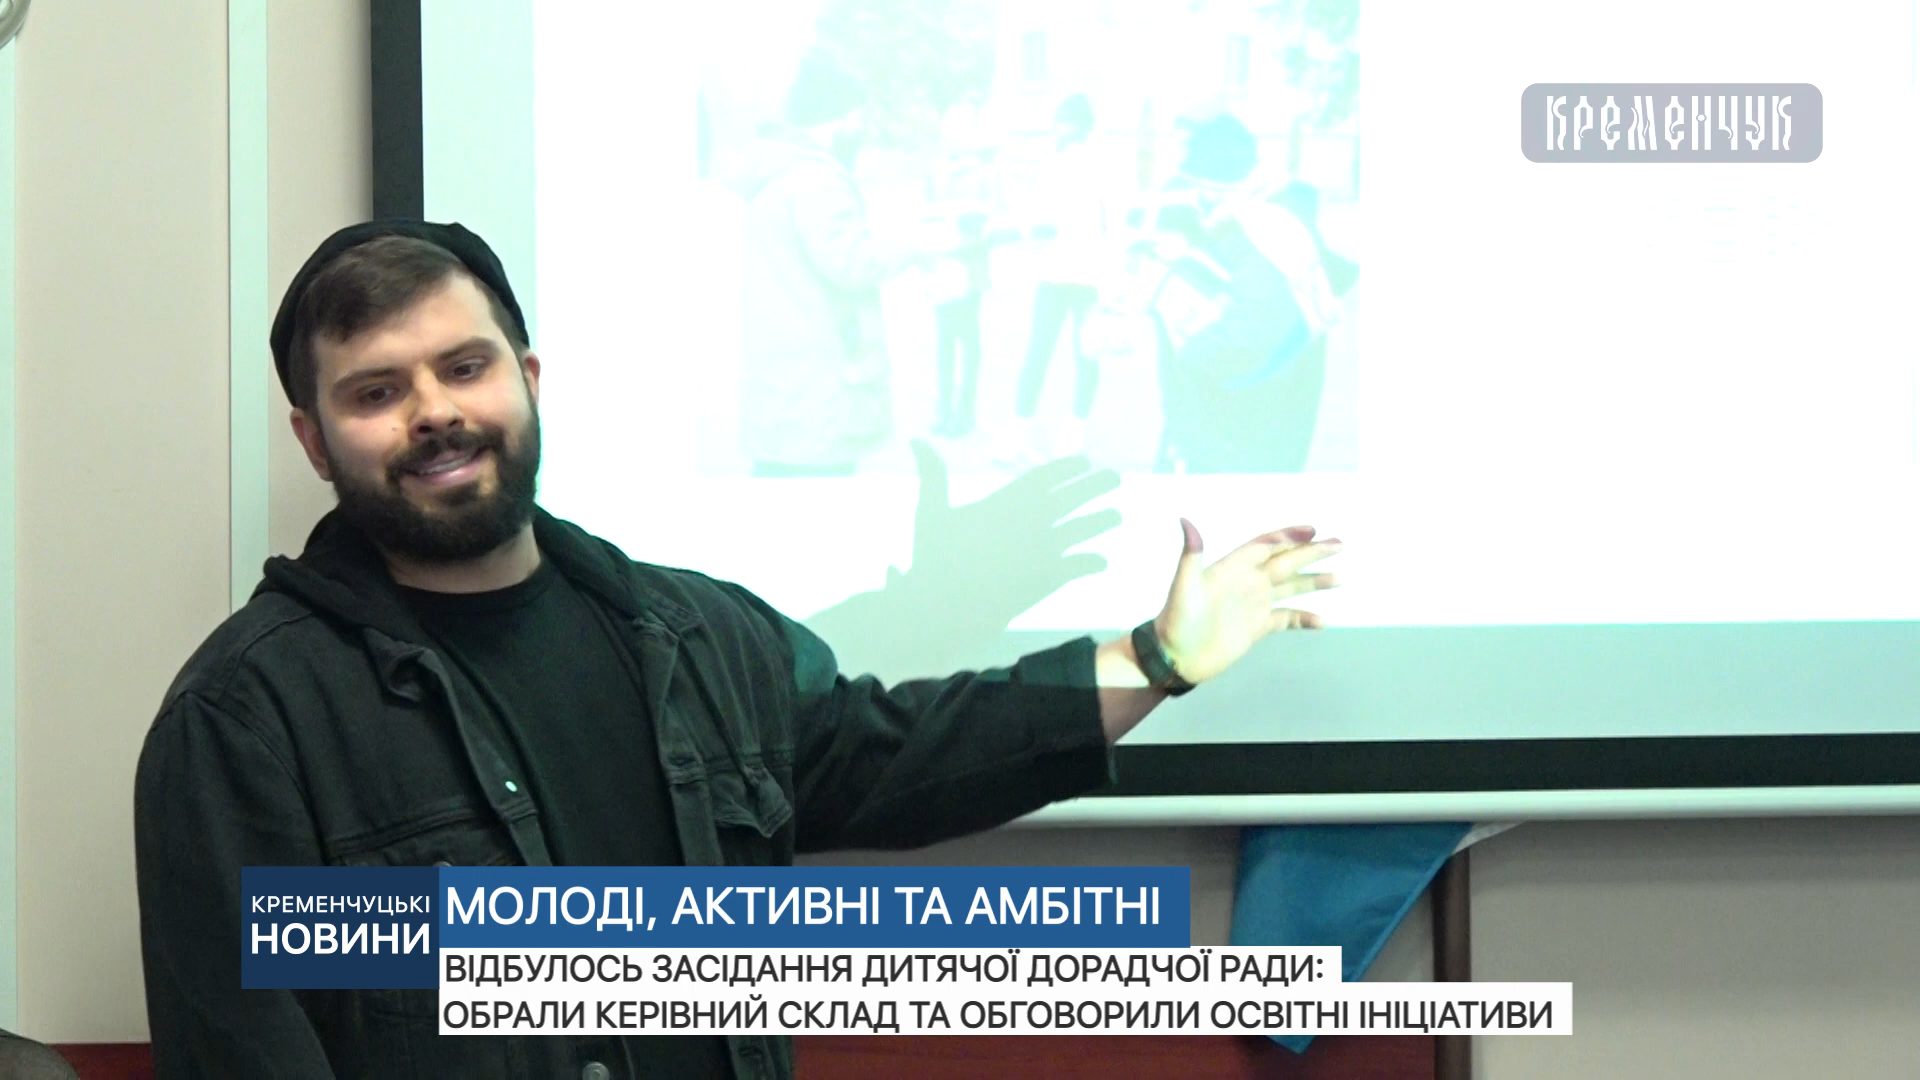 КРЕМЕНЧУК
КРЕМЕНЧУЦЬКІ
НОВИНИ
МОЛОДІ, АКТИВНІ ТА АМБІТНІ
ВІДБУЛОСЬ ЗАСІДАННЯ ДИТЯЧОЇ ДОРАДЧОЇ РАДИ:
ОБРАЛИ КЕРІВНИЙ СКЛАД ТА ОБГОВОРИЛИ ОСВІТНІ ІНІЦІАТИВИ